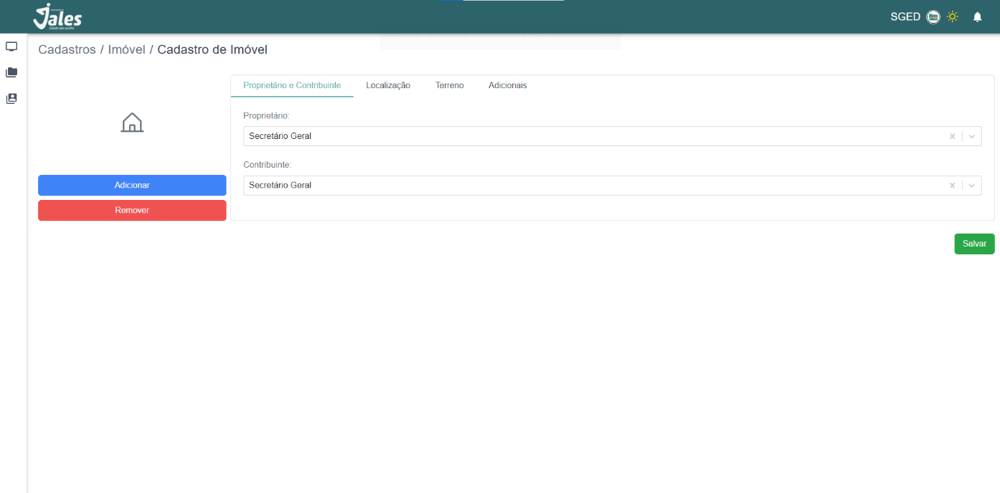 Jales
SGED
Cadastros / Imóvel / Cadastro de Imóvel
Proprietário e Contribuinte Localização Terreno Adicionais
Proprietário:
Secretário Geral
Contribuinte:
Secretário Geral
Adicionar
Remover
Salvar